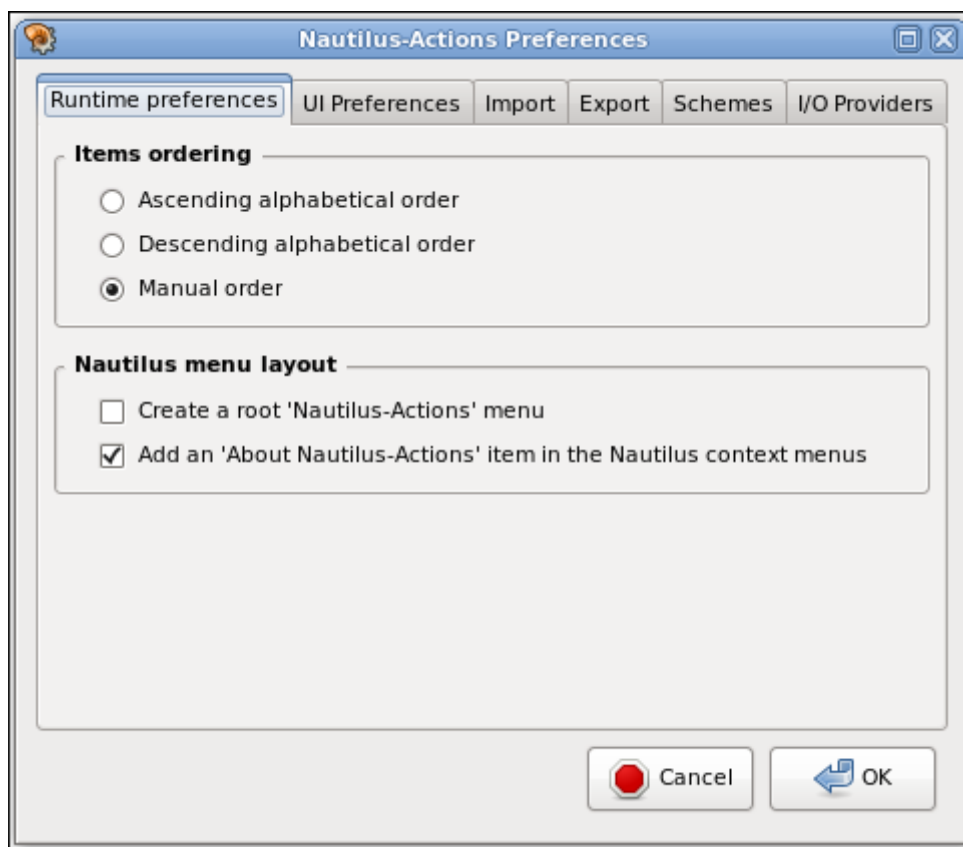 Nautilus-Actions Preferences
Runtime preferences UI Preferences Import Export Schemes I/O Providers
Items ordering
Ascending alphabetical order
Descending alphabetical order
Manual order
Nautilus menu layout
Create a root 'Nautilus-Actions' menu
Add an 'About Nautilus-Actions' item in the Nautilus context menus
Cancel OK